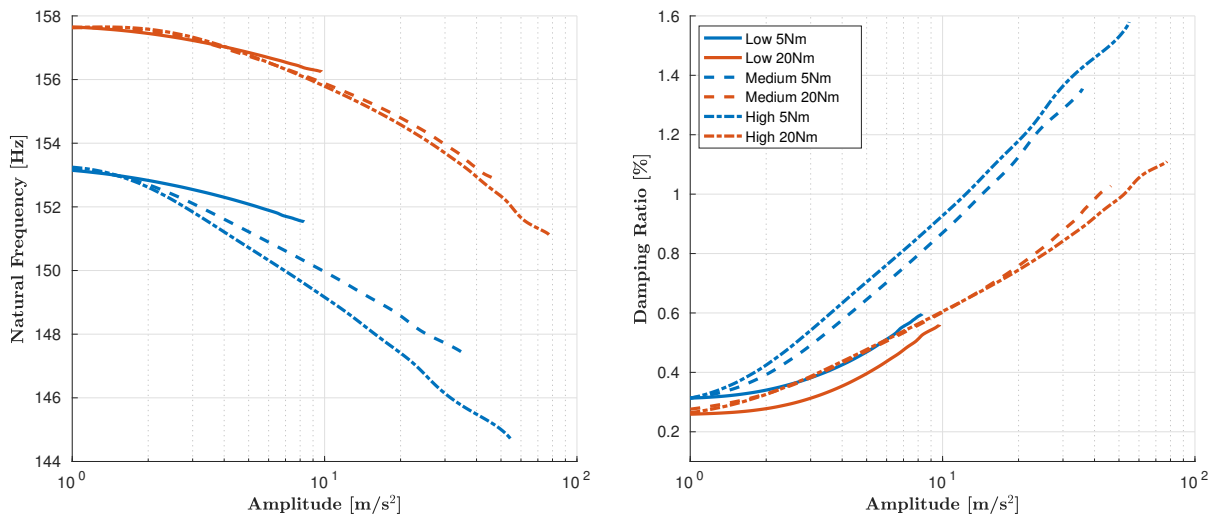 158
156
154
152
150
148
146
144
10^0
10^1
10^2
Natural Frequency [Hz]
Amplitude [m/s^2]
1.6
1.4
1.2
1
0.8
0.6
0.4
0.2
10^0
10^1
10^2
Damping Ratio [%]
Amplitude [m/s^2]
Low 5Nm
Low 20Nm
Medium 5Nm
Medium 20Nm
High 5Nm
High 20Nm